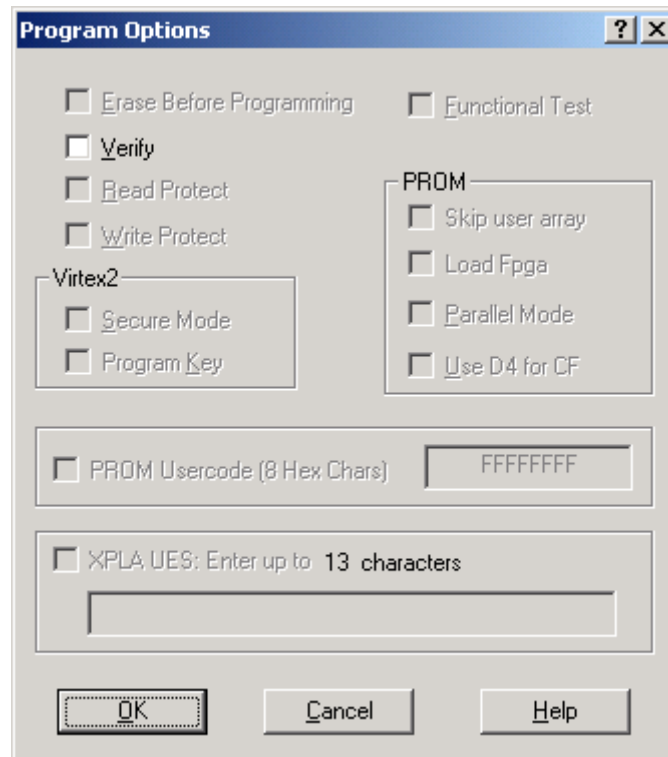 Program Options
Erase Before Programming
Functional Test
Verify
Read Protect
Write Protect
PROM
Skip user array
Load Fpga
Parallel Mode
Use D4 for CF
Virtex2
Secure Mode
Program Key
PROM Usercode (8 Hex Chars)
FFFFFFFF
XPLA UES: Enter up to 13 characters
OK
Cancel
Help